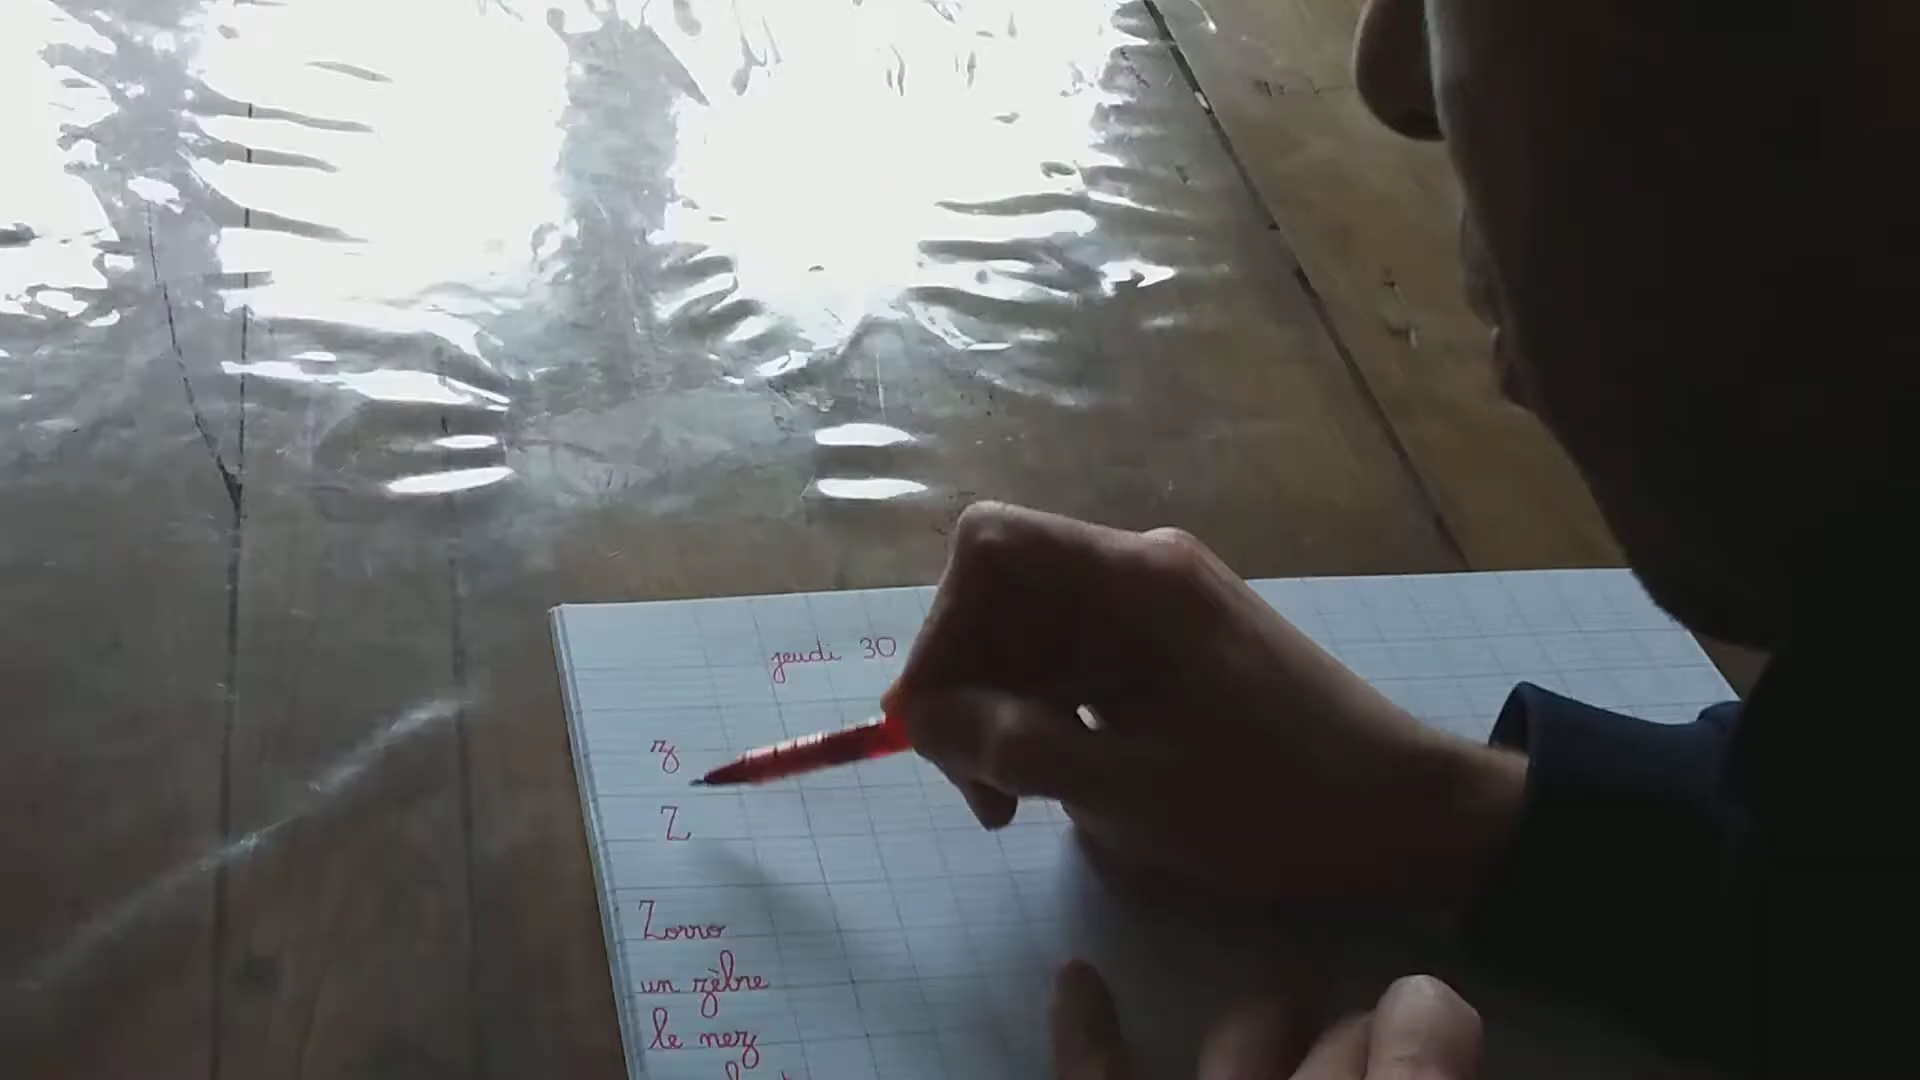 jeudi 30
z
Z
Zorro
un zèbre
le nez